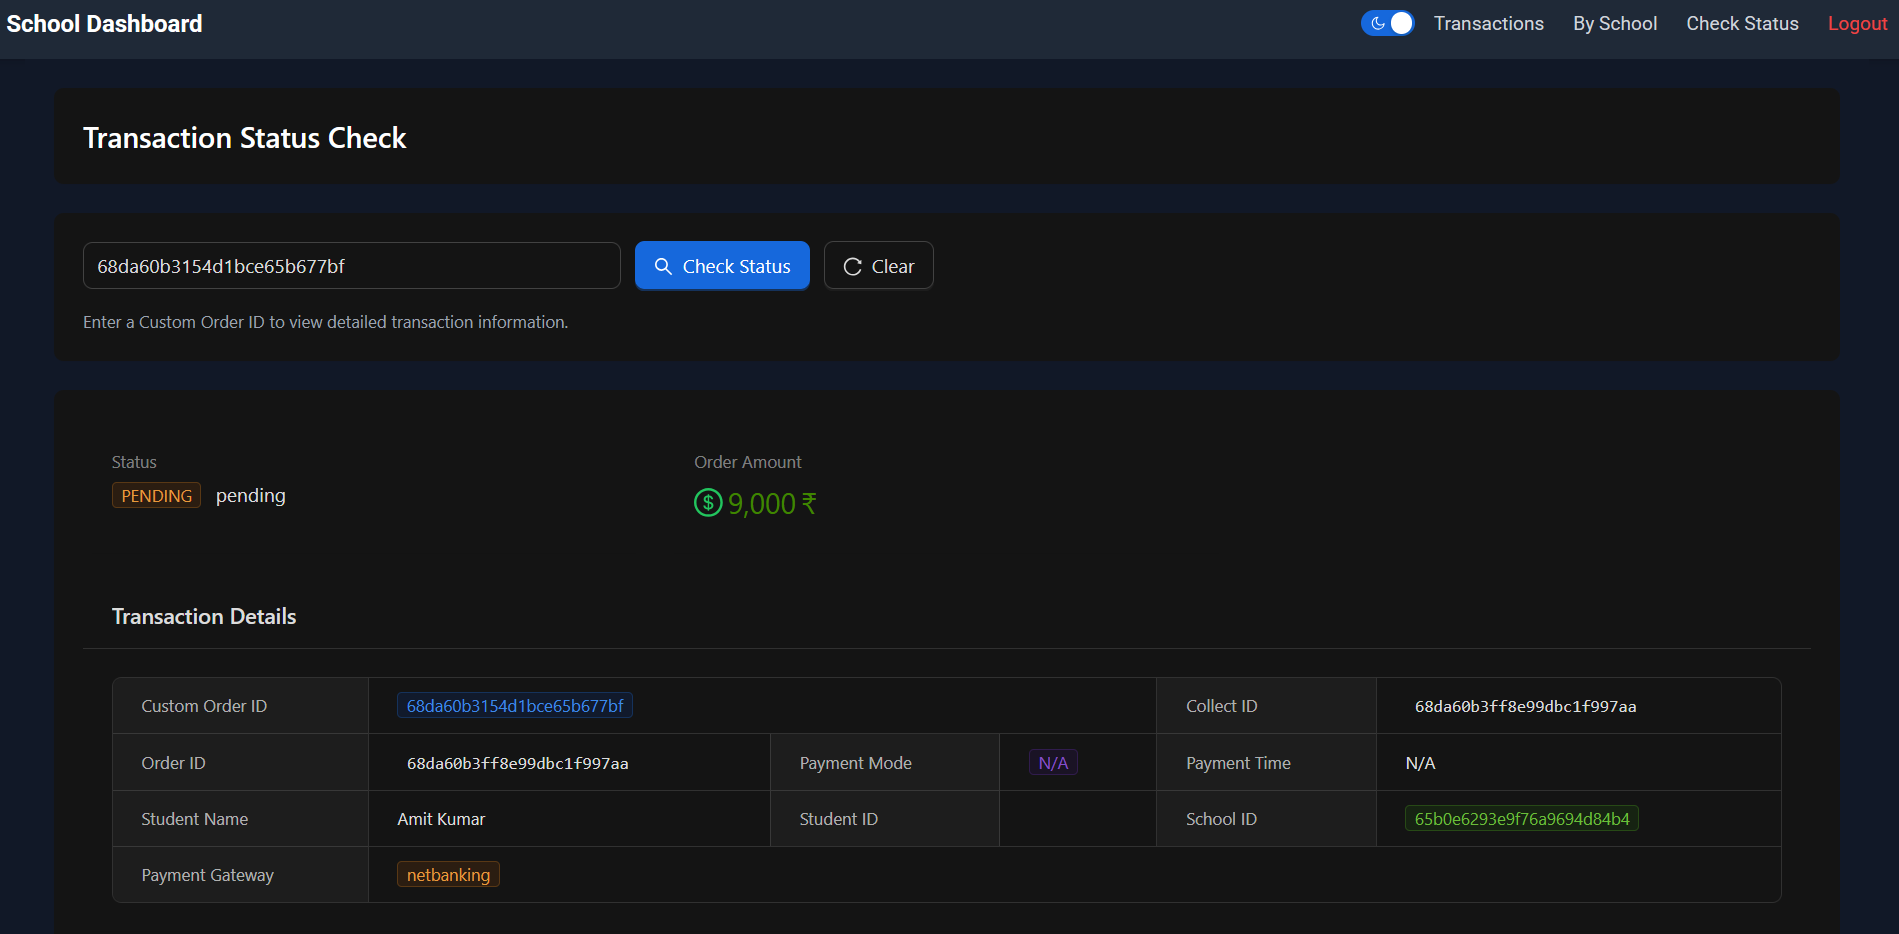 School Dashboard
Transactions By School Check Status Logout
Transaction Status Check
68da60b3154d1bce65b677bf Check Status Clear
Enter a Custom Order ID to view detailed transaction information.
Status Order Amount
PENDING pending $ 9,000 ₹
Transaction Details
Custom Order ID 68da60b3154d1bce65b677bf Collect ID 68da60b3ff8e99dbc1f997aa
Order ID 68da60b3ff8e99dbc1f997aa Payment Mode N/A Payment Time N/A
Student Name Amit Kumar Student ID School ID 65b0e6293e9f76a9694d84b4
Payment Gateway netbanking